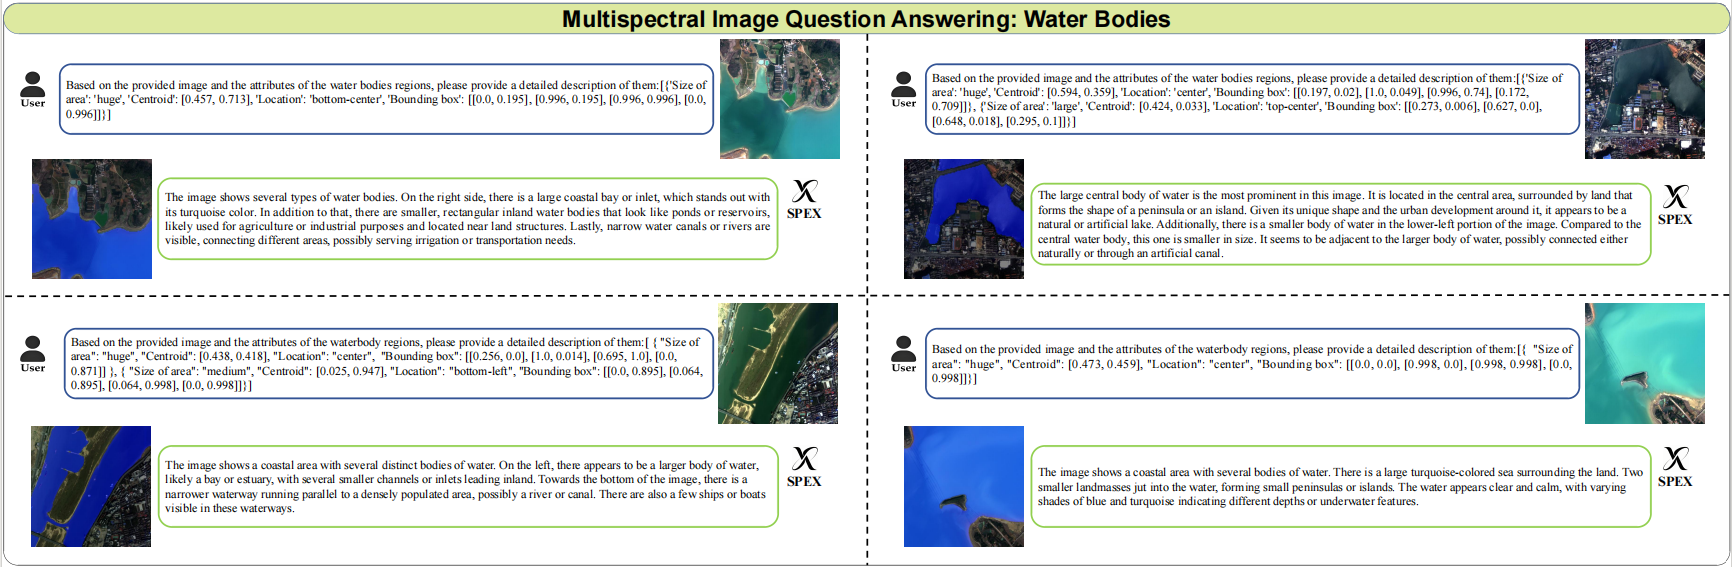 Multispectral Image Question Answering: Water Bodies
User
Based on the provided image and the attributes of the water bodies regions, please provide a detailed description of them:[{'Size of
area': 'huge', 'Centroid': [0.457, 0.713], 'Location': 'bottom-center', 'Bounding box': [[0.0, 0.195], [0.996, 0.195], [0.996, 0.996], [0.0,
0.996]]}]
The image shows several types of water bodies. On the right side, there is a large coastal bay or inlet, which stands out with
its turquoise color. In addition to that, there are smaller, rectangular inland water bodies that look like ponds or reservoirs,
likely used for agriculture or industrial purposes and located near land structures. Lastly, narrow water canals or rivers are
visible, connecting different areas, possibly serving irrigation or transportation needs.
SPEX
User
Based on the provided image and the attributes of the water bodies regions, please provide a detailed description of them:[{'Size of
area': 'huge', 'Centroid': [0.594, 0.359], 'Location': 'center', 'Bounding box': [[0.197, 0.02], [1.0, 0.049], [0.996, 0.74], [0.172,
0.709]]}, {'Size of area': 'large', 'Centroid': [0.424, 0.033], 'Location': 'top-center', 'Bounding box': [[0.273, 0.006], [0.627, 0.0],
[0.648, 0.018], [0.295, 0.1]]}]
The large central body of water is the most prominent in this image. It is located in the central area, surrounded by land that
forms the shape of a peninsula or an island. Given its unique shape and the urban development around it, it appears to be a
natural or artificial lake. Additionally, there is a smaller body of water in the lower-left portion of the image. Compared to the
central water body, this one is smaller in size. It seems to be adjacent to the larger body of water, possibly connected either
naturally or through an artificial canal.
SPEX
User
Based on the provided image and the attributes of the waterbody regions, please provide a detailed description of them:[ { "Size of
area": "huge", "Centroid": [0.438, 0.418], "Location": "center", "Bounding box": [[0.256, 0.0], [1.0, 0.014], [0.695, 1.0], [0.0,
0.871]] }, { "Size of area": "medium", "Centroid": [0.025, 0.947], "Location": "bottom-left", "Bounding box": [[0.0, 0.895], [0.064,
0.895], [0.064, 0.998], [0.0, 0.998]]}]
The image shows a coastal area with several distinct bodies of water. On the left, there appears to be a larger body of water,
likely a bay or estuary, with several smaller channels or inlets leading inland. Towards the bottom of the image, there is a
narrower waterway running parallel to a densely populated area, possibly a river or canal. There are also a few ships or boats
visible in these waterways.
SPEX
User
Based on the provided image and the attributes of the waterbody regions, please provide a detailed description of them:[{ "Size of
area": "huge", "Centroid": [0.473, 0.459], "Location": "center", "Bounding box": [[0.0, 0.0], [0.998, 0.0], [0.998, 0.998], [0.0,
0.998]]}]
The image shows a coastal area with several bodies of water. There is a large turquoise-colored sea surrounding the land. Two
smaller landmasses jut into the water, forming small peninsulas or islands. The water appears clear and calm, with varying
shades of blue and turquoise indicating different depths or underwater features.
SPEX